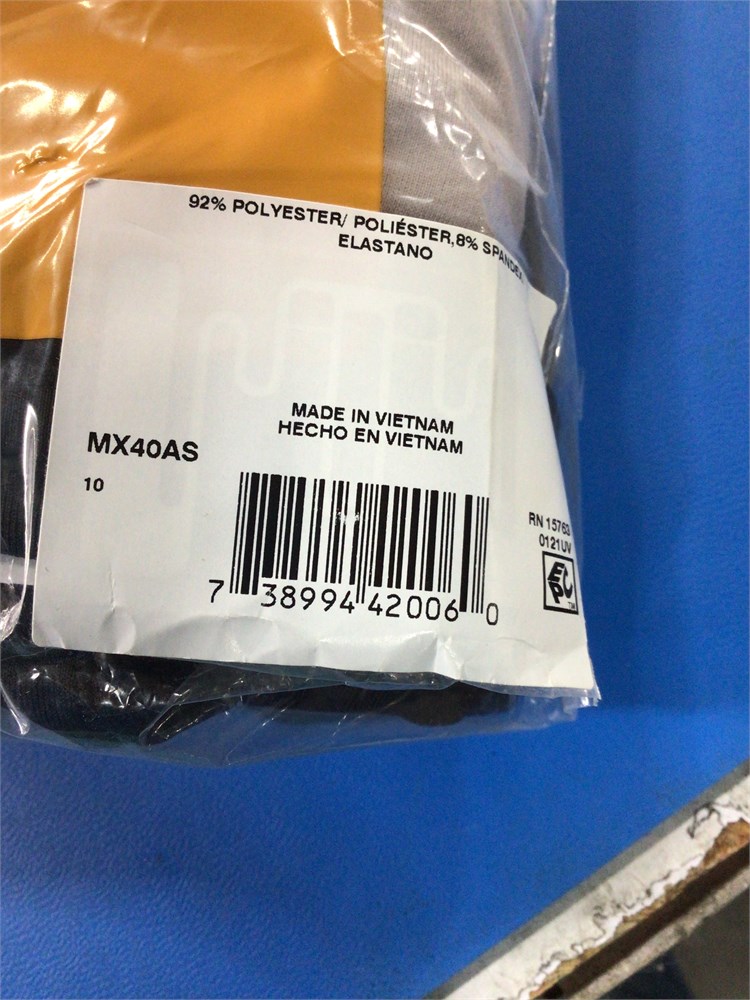 92% POLYESTER/ POLIÉSTER,8% SPANDEX/
ELASTANO
MADE IN VIETNAM
HECHO EN VIETNAM
MX40AS
10
RN 15763
0121UV
EPC™
7 38994 42006 0